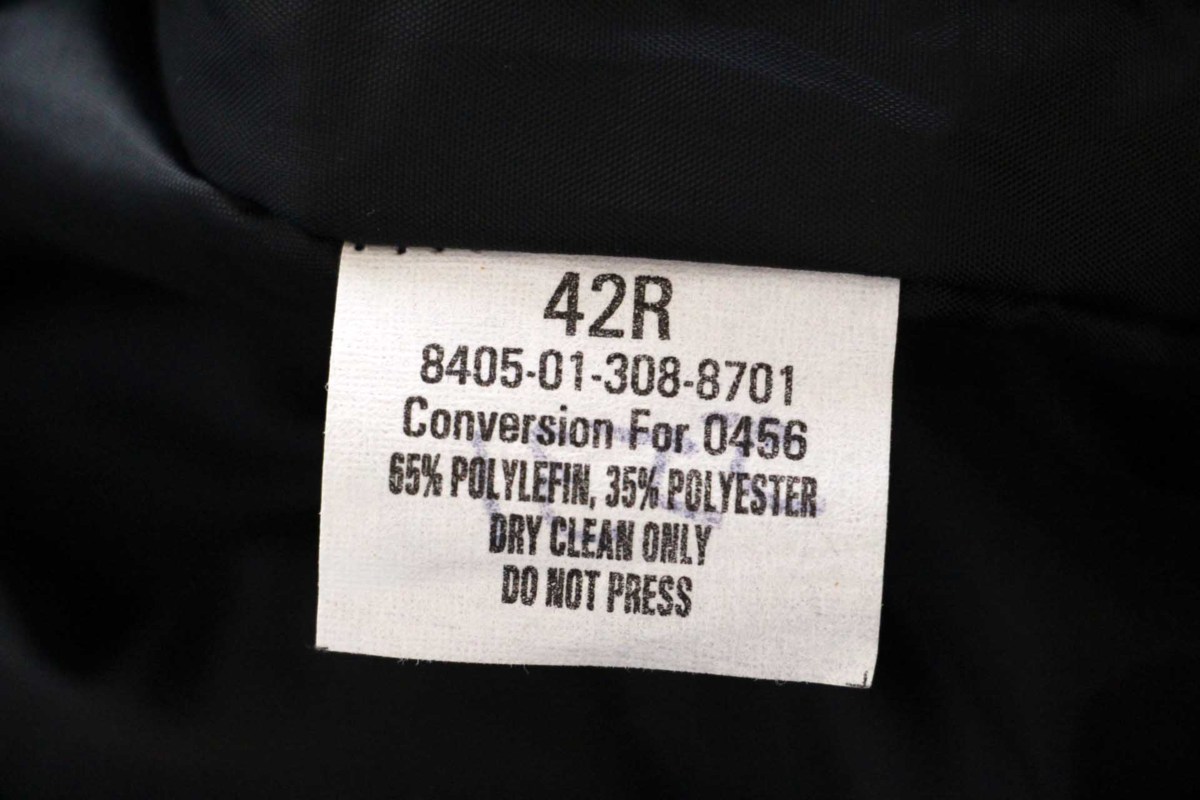 42R
8405-01-308-8701
Conversion For 0456
65% POLYLEFIN, 35% POLYESTER
DRY CLEAN ONLY
DO NOT PRESS